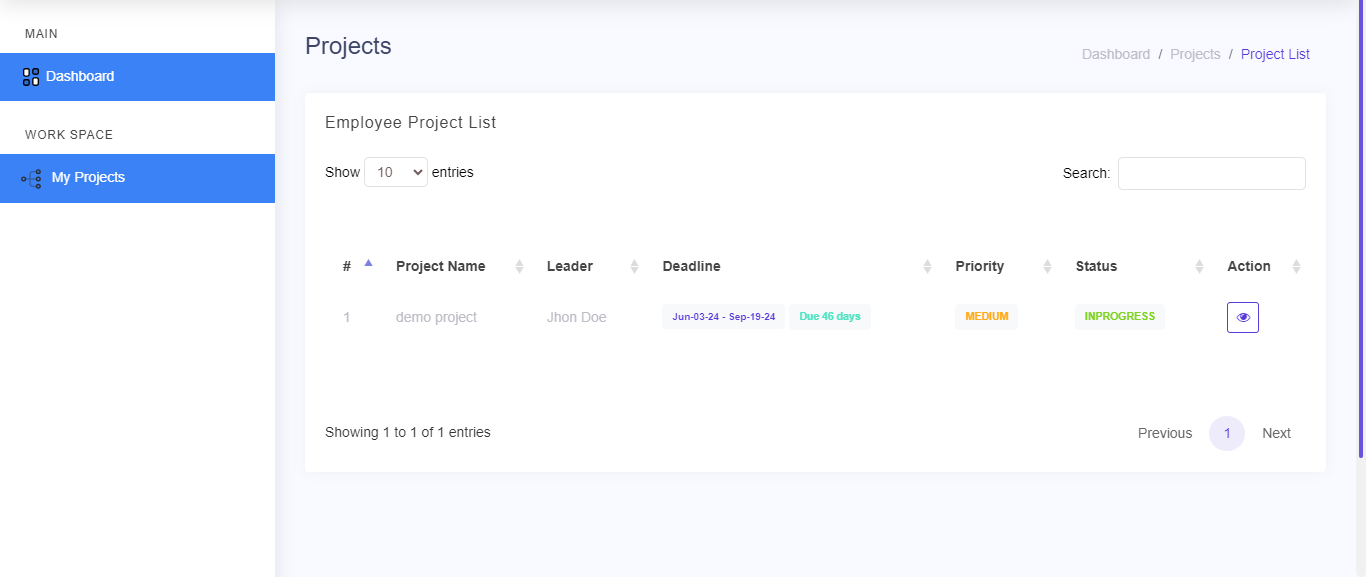 MAIN
Dashboard
WORK SPACE
My Projects
Projects
Dashboard / Projects / Project List
Employee Project List
Show 10 entries
Search:
# Project Name Leader Deadline Priority Status Action
1 demo project Jhon Doe Jun-03-24 - Sep-19-24 Due 46 days MEDIUM INPROGRESS
Showing 1 to 1 of 1 entries
Previous 1 Next